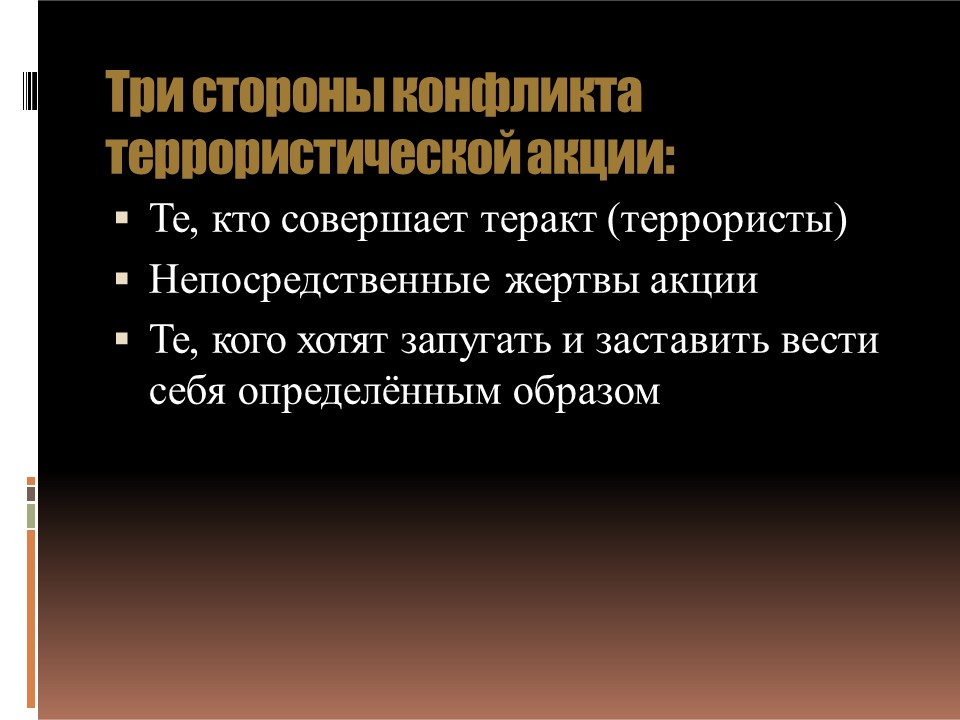 Три стороны конфликта
террористической акции:
▪ Те, кто совершает теракт (террористы)
▪ Непосредственные жертвы акции
▪ Те, кого хотят запугать и заставить вести
себя определённым образом